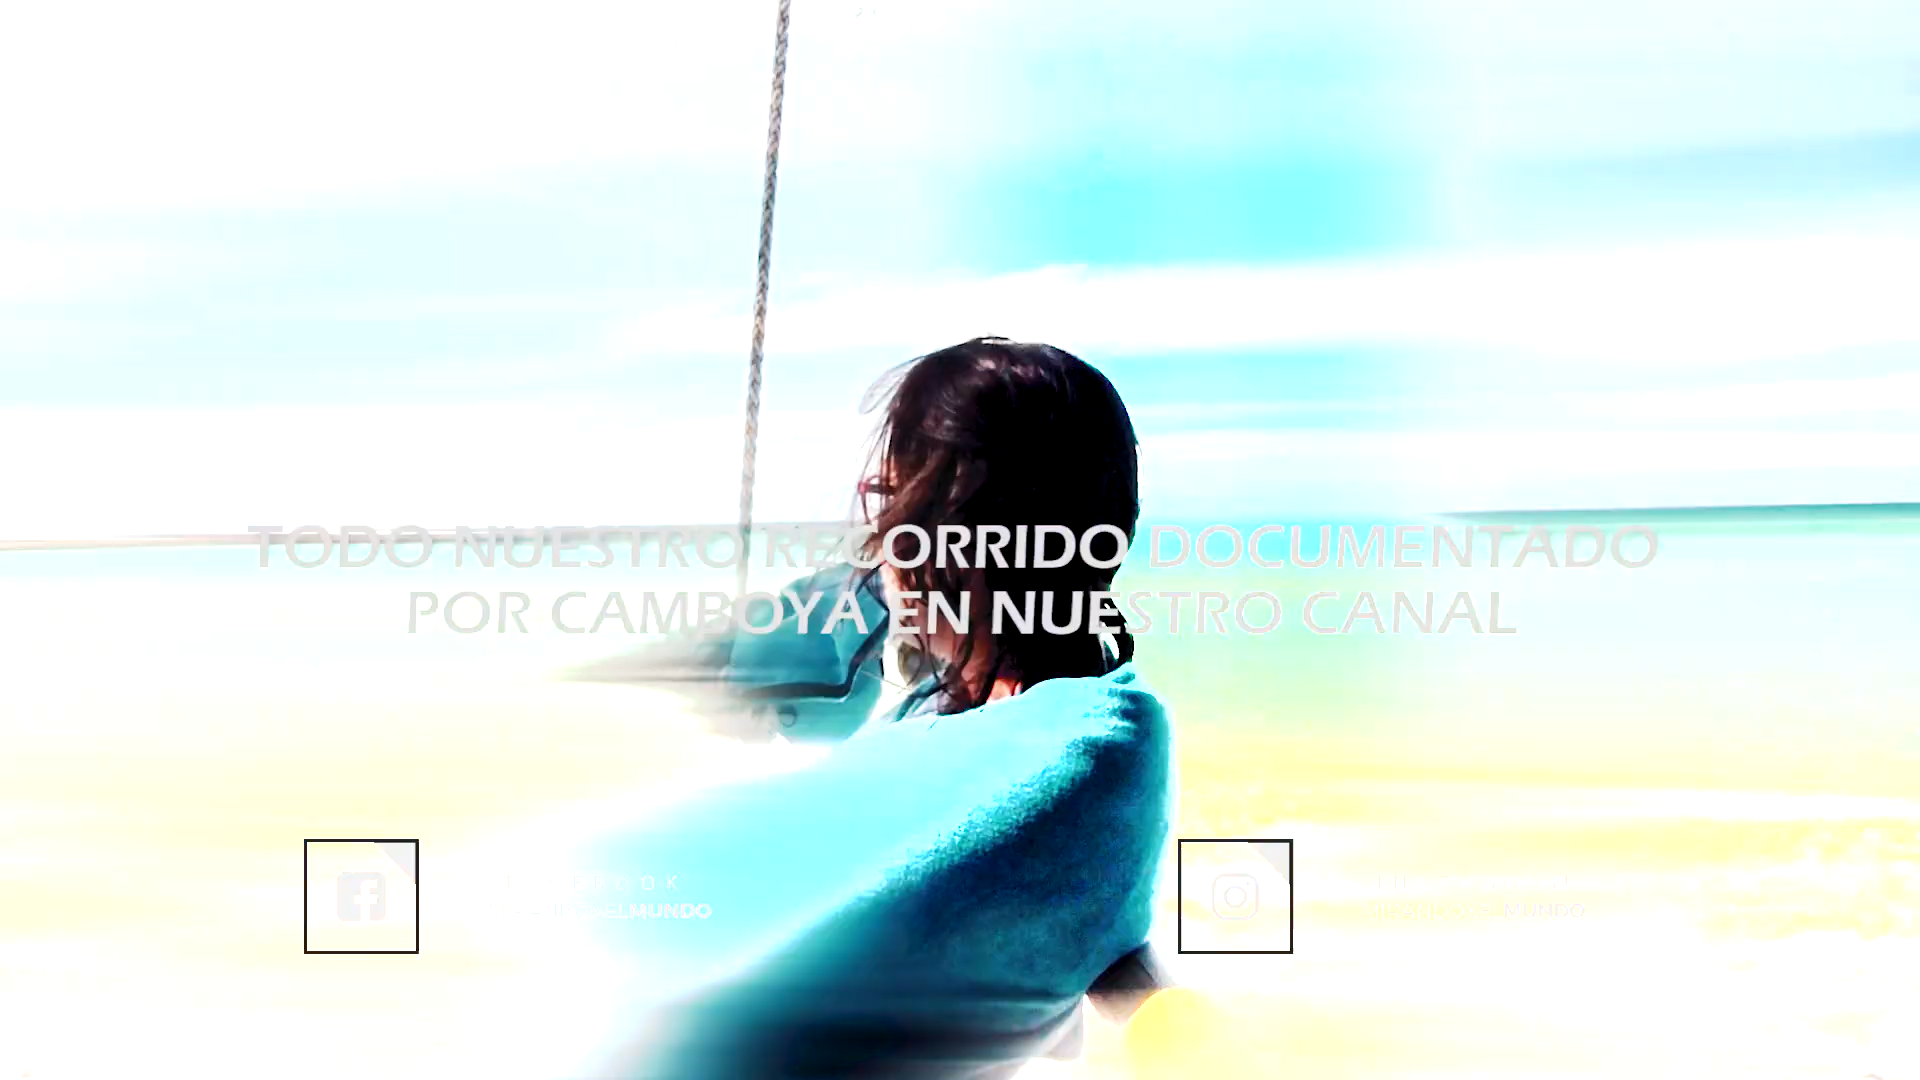 TODO NUESTRO RECORRIDO DOCUMENTADO
POR CAMBOYA EN NUESTRO CANAL